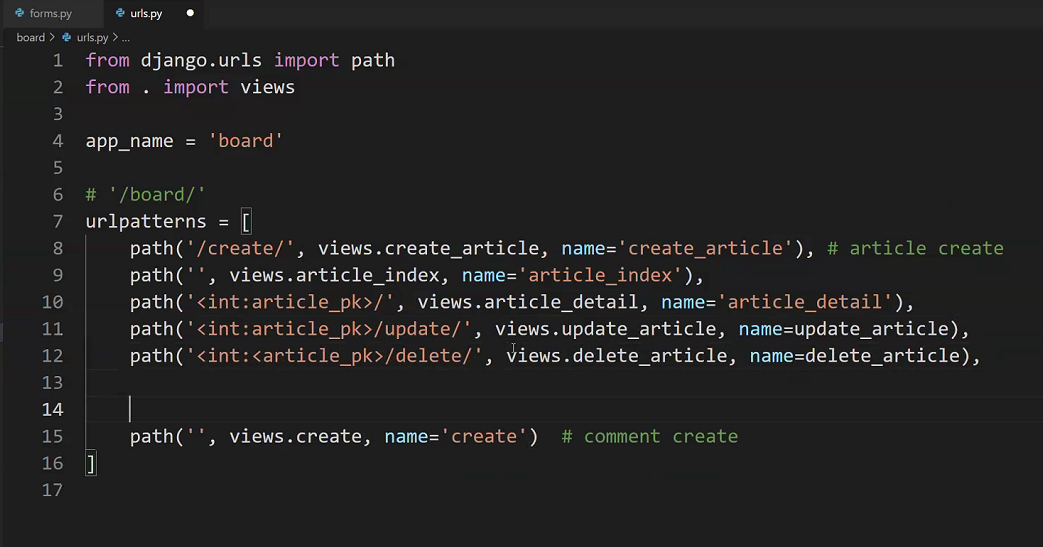 forms.py urls.py
board > urls.py > ...
1 from django.urls import path
2 from . import views
3
4 app_name = 'board'
5
6 # '/board/'
7 urlpatterns = [
8 path('/create/', views.create_article, name='create_article'), # article create
9 path('', views.article_index, name='article_index'),
10 path('<int:article_pk>/', views.article_detail, name='article_detail'),
11 path('<int:article_pk>/update/', views.update_article, name=update_article),
12 path('<int:<article_pk>/delete/', views.delete_article, name=delete_article),
13
14
15 path('', views.create, name='create') # comment create
16 ]
17